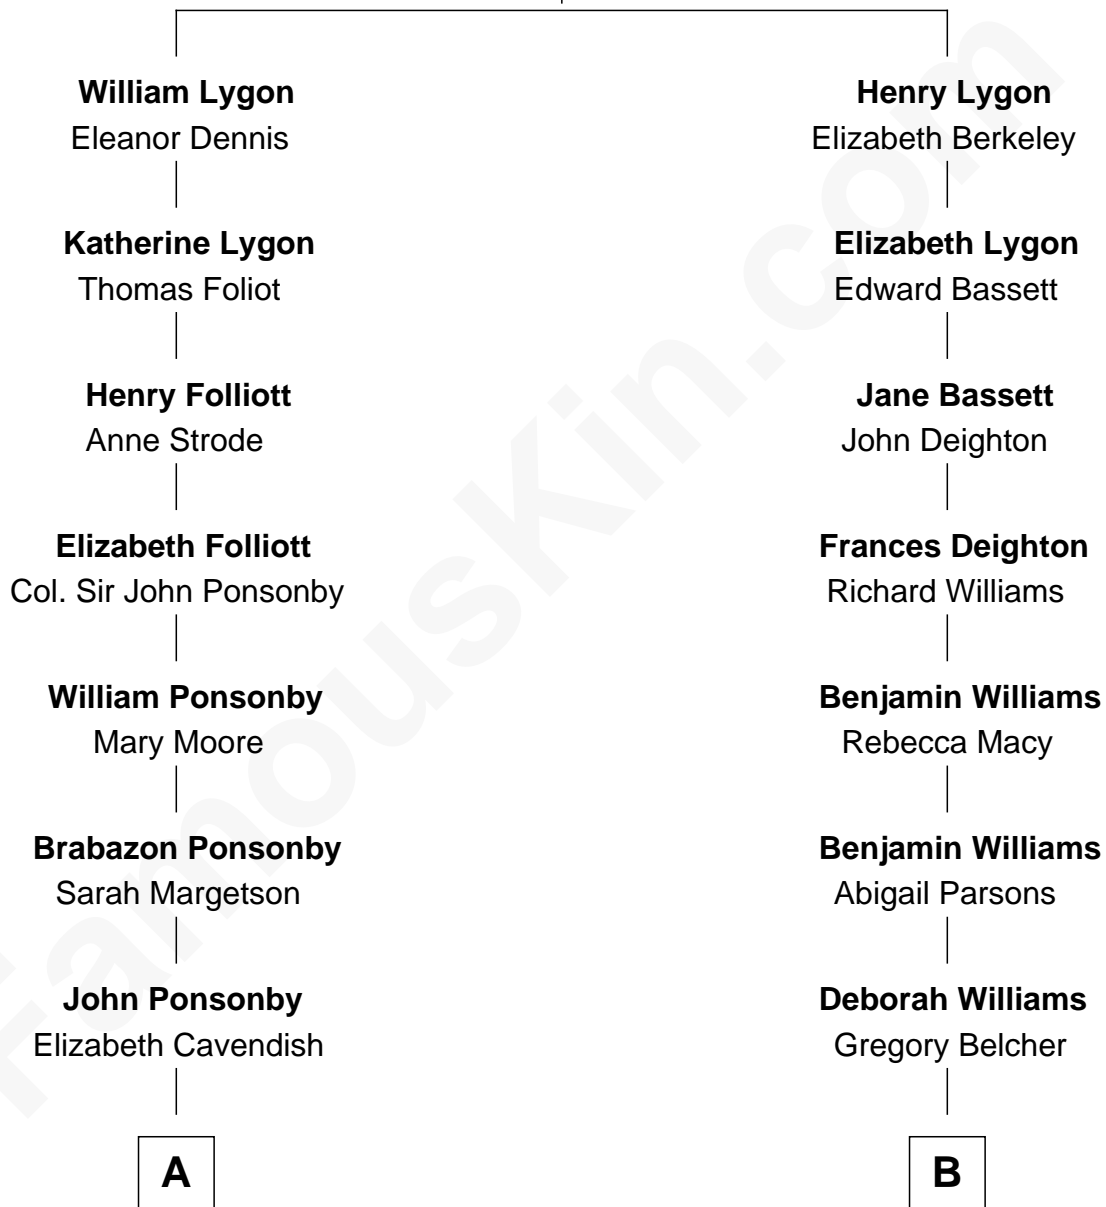 William Lygon
Eleanor Dennis
Katherine Lygon
Thomas Foliot
Henry Folliott
Anne Strode
Elizabeth Folliott
Col. Sir John Ponsonby
William Ponsonby
Mary Moore
Brabazon Ponsonby
Sarah Margetson
John Ponsonby
Elizabeth Cavendish
A
Henry Lygon
Elizabeth Berkeley
Elizabeth Lygon
Edward Bassett
Jane Bassett
John Deighton
Frances Deighton
Richard Williams
Benjamin Williams
Rebecca Macy
Benjamin Williams
Abigail Parsons
Deborah Williams
Gregory Belcher
B
FamousKin.com